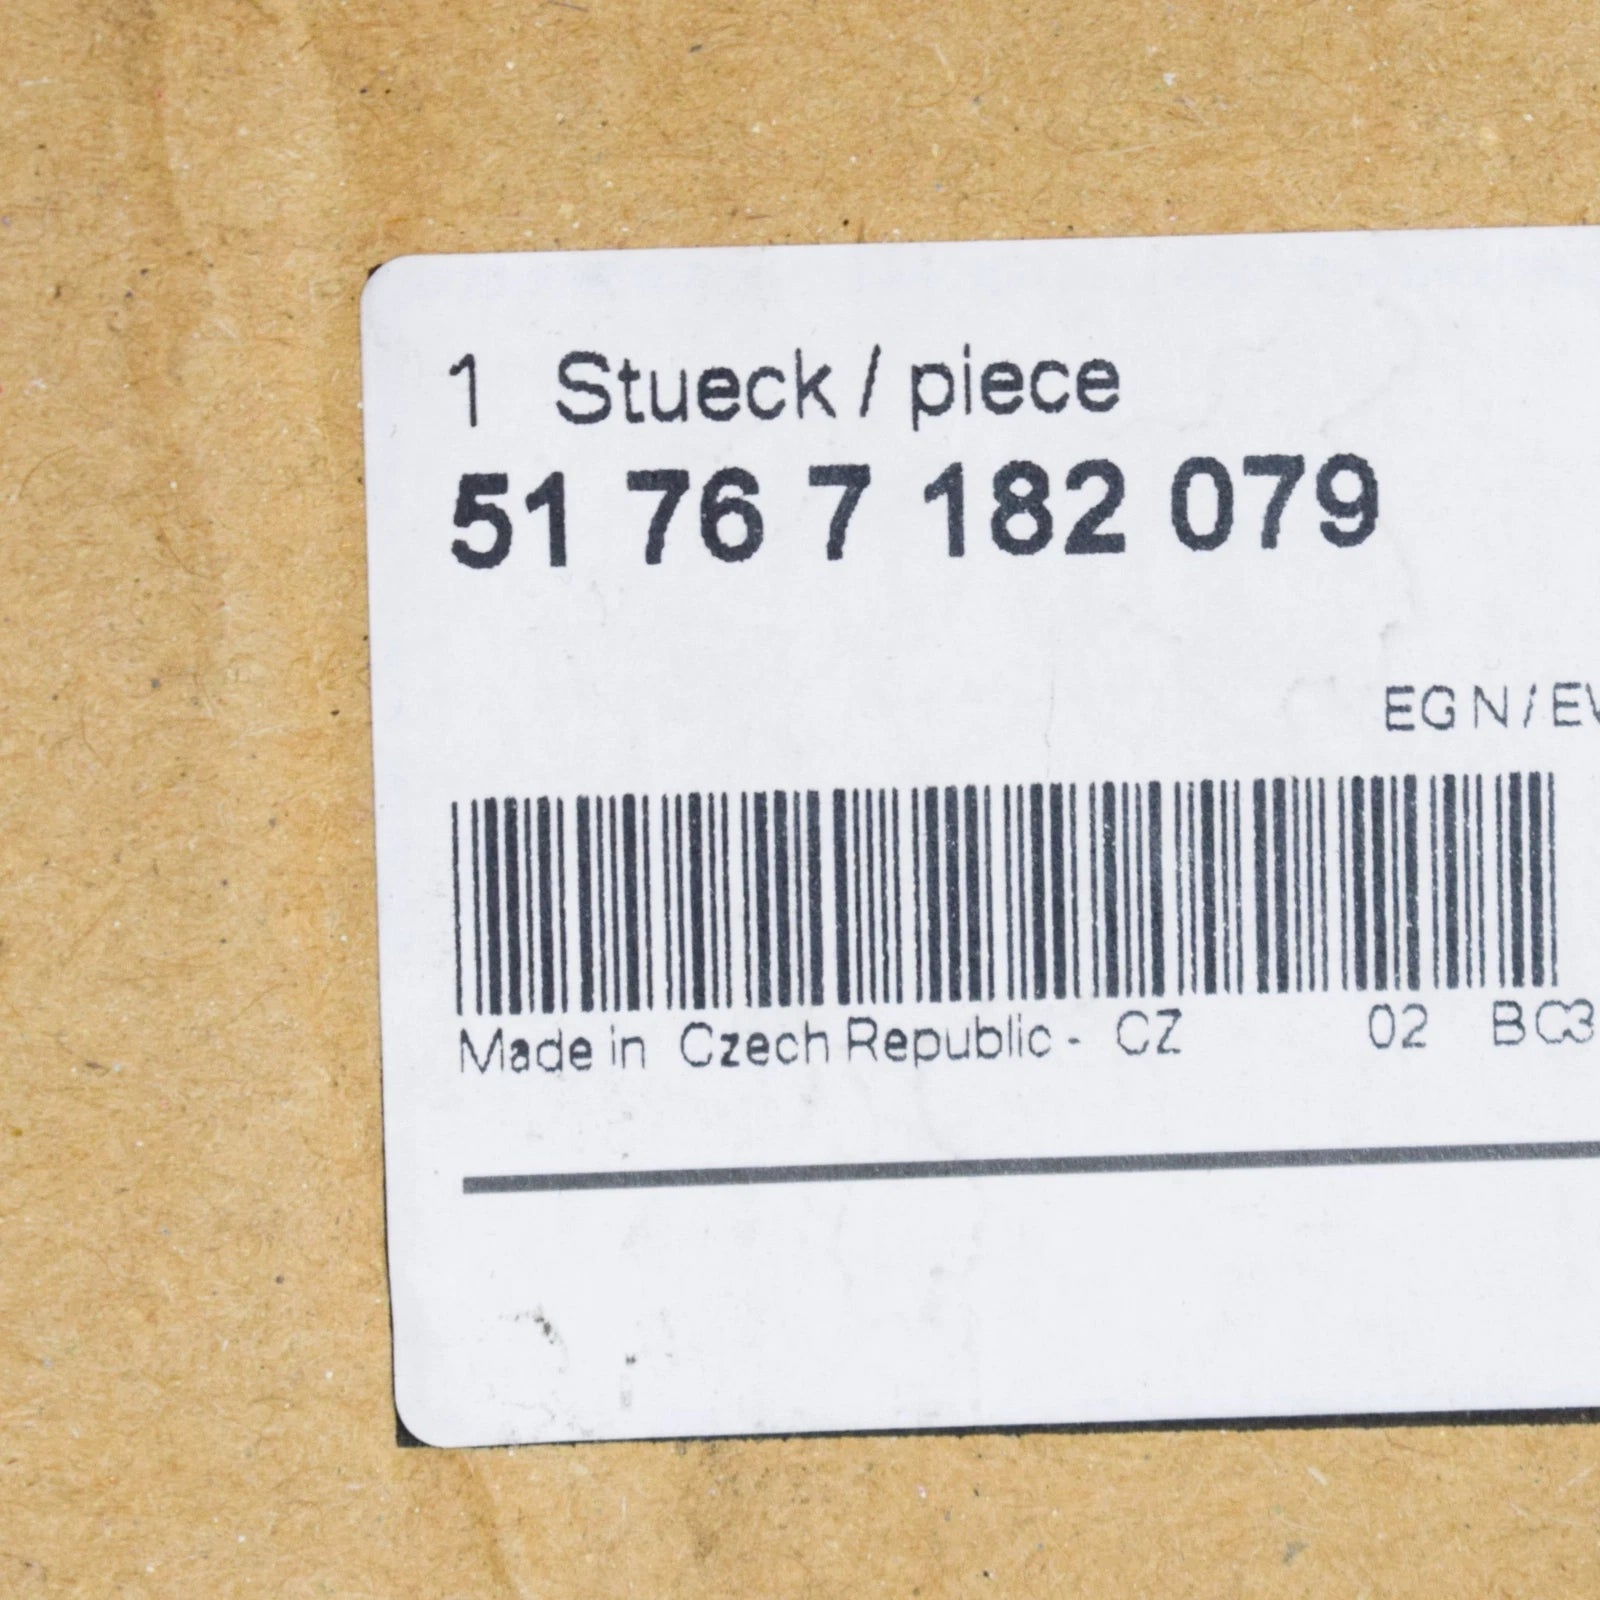 1 Stueck / piece
51 76 7 182 079
EGN/EV
Made in Czech Republic - CZ 02 BC3